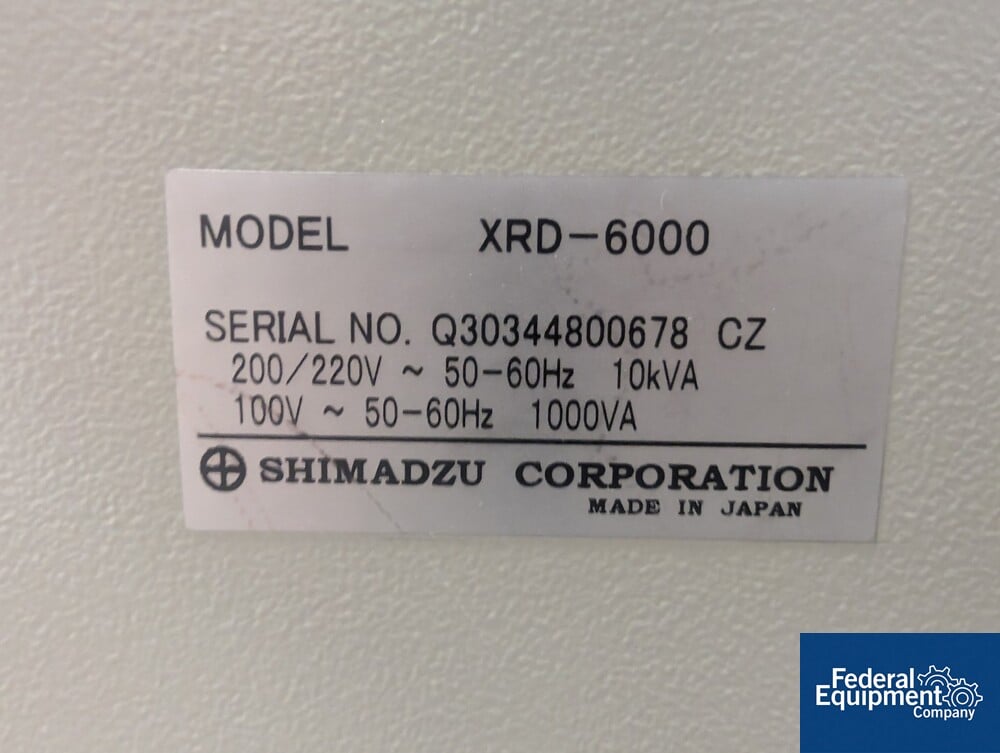 MODEL XRD-6000
SERIAL NO. Q30344800678 CZ
200/220V ~ 50-60Hz 10kVA
100V ~ 50-60Hz 1000VA
SHIMADZU CORPORATION
MADE IN JAPAN
Federal
Equipment
Company